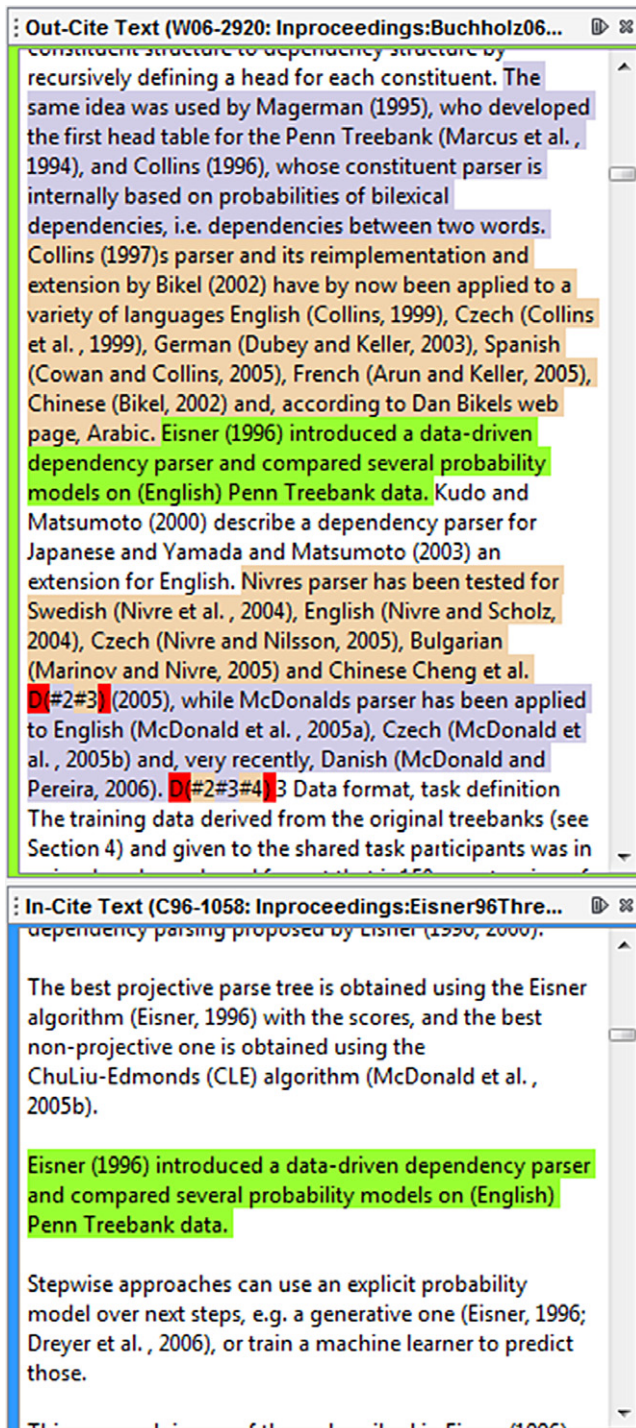 Out-Cite Text (W06-2920: Inproceedings:Buchholz06...
constituent structure to dependency structure by
recursively defining a head for each constituent. The
same idea was used by Magerman (1995), who developed
the first head table for the Penn Treebank (Marcus et al. ,
1994), and Collins (1996), whose constituent parser is
internally based on probabilities of bilexical
dependencies, i.e. dependencies between two words.
Collins (1997)s parser and its reimplementation and
extension by Bikel (2002) have by now been applied to a
variety of languages English (Collins, 1999), Czech (Collins
et al. , 1999), German (Dubey and Keller, 2003), Spanish
(Cowan and Collins, 2005), French (Arun and Keller, 2005),
Chinese (Bikel, 2002) and, according to Dan Bikels web
page, Arabic. Eisner (1996) introduced a data-driven
dependency parser and compared several probability
models on (English) Penn Treebank data. Kudo and
Matsumoto (2000) describe a dependency parser for
Japanese and Yamada and Matsumoto (2003) an
extension for English. Nivres parser has been tested for
Swedish (Nivre et al. , 2004), English (Nivre and Scholz,
2004), Czech (Nivre and Nilsson, 2005), Bulgarian
(Marinov and Nivre, 2005) and Chinese Cheng et al.
D(#2#3) (2005), while McDonalds parser has been applied
to English (McDonald et al. , 2005a), Czech (McDonald et
al. , 2005b) and, very recently, Danish (McDonald and
Pereira, 2006). D(#2#3#4) 3 Data format, task definition
The training data derived from the original treebanks (see
Section 4) and given to the shared task participants was in
In-Cite Text (C96-1058: Inproceedings:Eisner96Thre...
dependency parsing proposed by Eisner (1996, 2000).
The best projective parse tree is obtained using the Eisner
algorithm (Eisner, 1996) with the scores, and the best
non-projective one is obtained using the
ChuLiu-Edmonds (CLE) algorithm (McDonald et al. ,
2005b).
Eisner (1996) introduced a data-driven dependency parser
and compared several probability models on (English)
Penn Treebank data.
Stepwise approaches can use an explicit probability
model over next steps, e.g. a generative one (Eisner, 1996;
Dreyer et al. , 2006), or train a machine learner to predict
those.